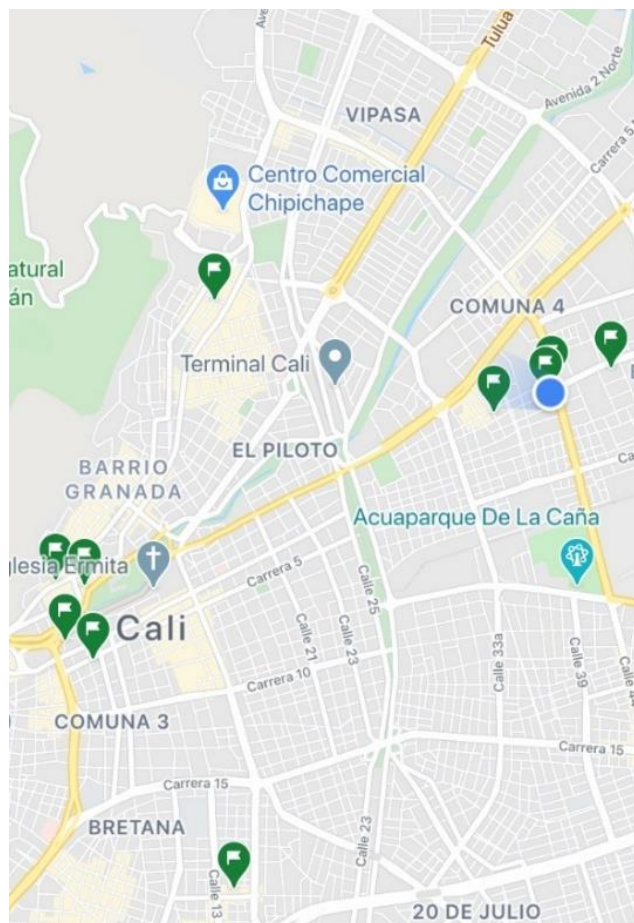 Tulua
Avenida 2 Norte
VIPASA
Carrera 5
Centro Comercial
Chipichape
atural
án
COMUNA 4
Terminal Cali
EL PILOTO
BARRIO
GRANADA
Acuaparque De La Caña
glesia Ermita
Carrera 5
Calle 25
Cali
Calle 21
Calle 23
Calle 33a
Calle 39
Carrera 10
COMUNA 3
Carrera 15
Carrera 15
BRETANA
Calle 23
Calle 13
20 DE JULIO